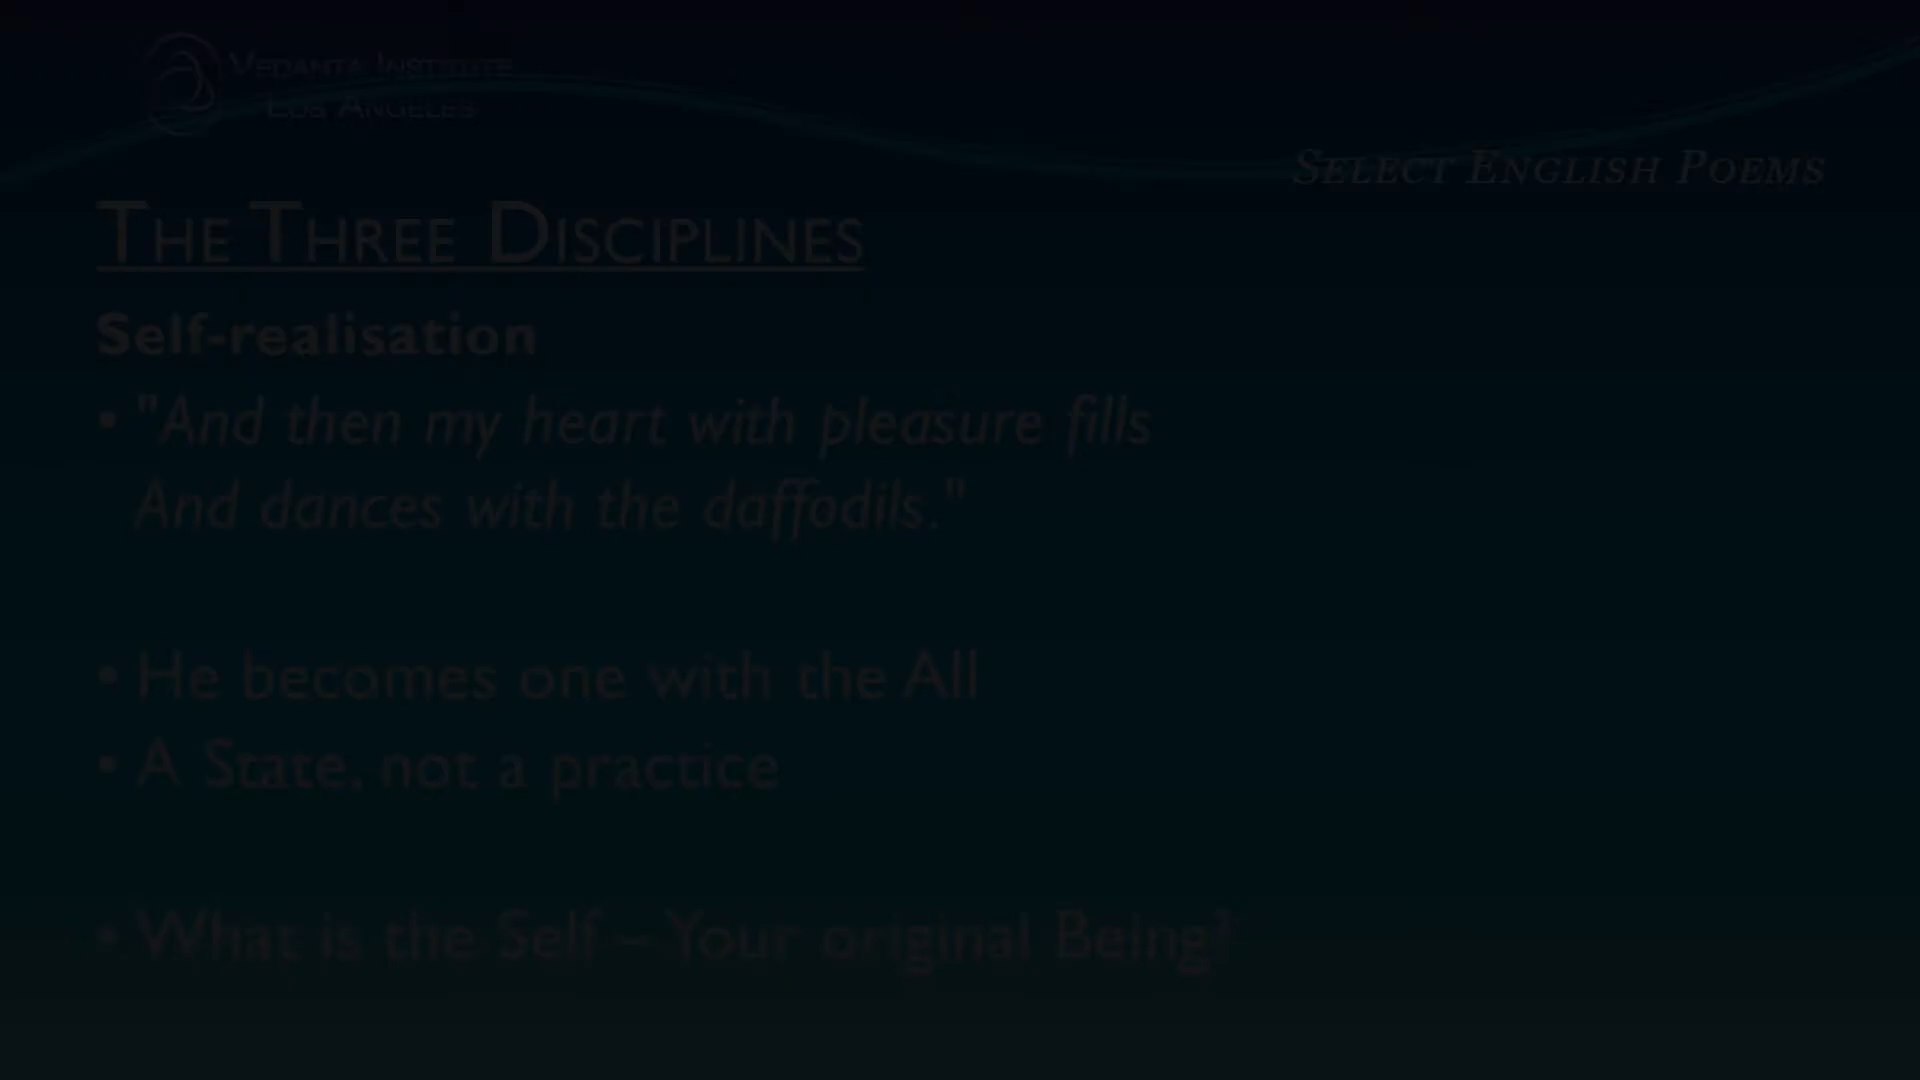 VEDANTA INSTITUTE
LOS ANGELES
SELECT ENGLISH POEMS
THE THREE DISCIPLINES
Self-realisation
• "And then my heart with pleasure fills
And dances with the daffodils."
• He becomes one with the All
• A State, not a practice
• What is the Self – Your original Being?